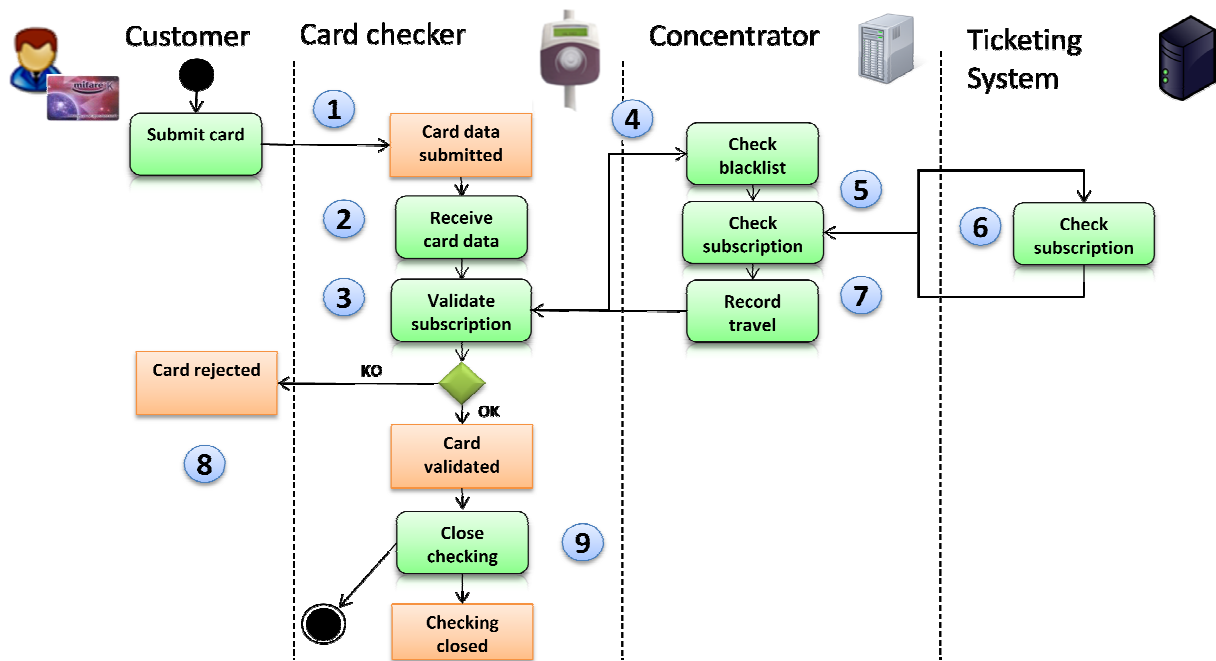 Customer
Card checker
Concentrator
Ticketing
System
mifare
1
4
Submit card
Card data
submitted
Check
blacklist
5
2
Receive
card data
Check
subscription
6
Check
subscription
3
Validate
subscription
Record
travel
7
Card rejected
KO
OK
8
Card
validated
Close
checking
9
Checking
closed